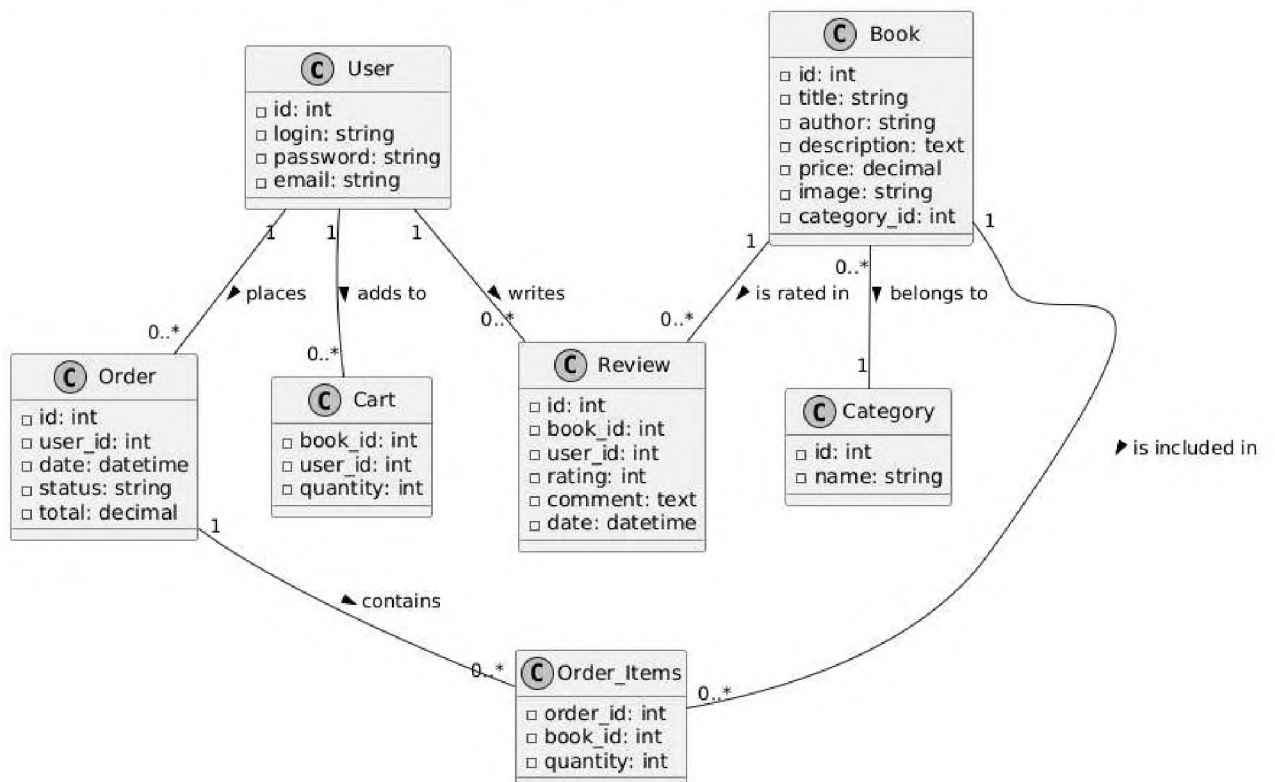 C User
id: int
login: string
password: string
email: string
C Book
id: int
title: string
author: string
description: text
price: decimal
image: string
category_id: int
1
1
1
1
0..*
1
places
adds to
writes
is rated in
belongs to
0..*
0..*
0..*
0..*
1
C Order
id: int
user_id: int
date: datetime
status: string
total: decimal
C Cart
book_id: int
user_id: int
quantity: int
C Review
id: int
book_id: int
user_id: int
rating: int
comment: text
date: datetime
C Category
id: int
name: string
is included in
1
contains
0..*
0..*
C Order_Items
order_id: int
book_id: int
quantity: int